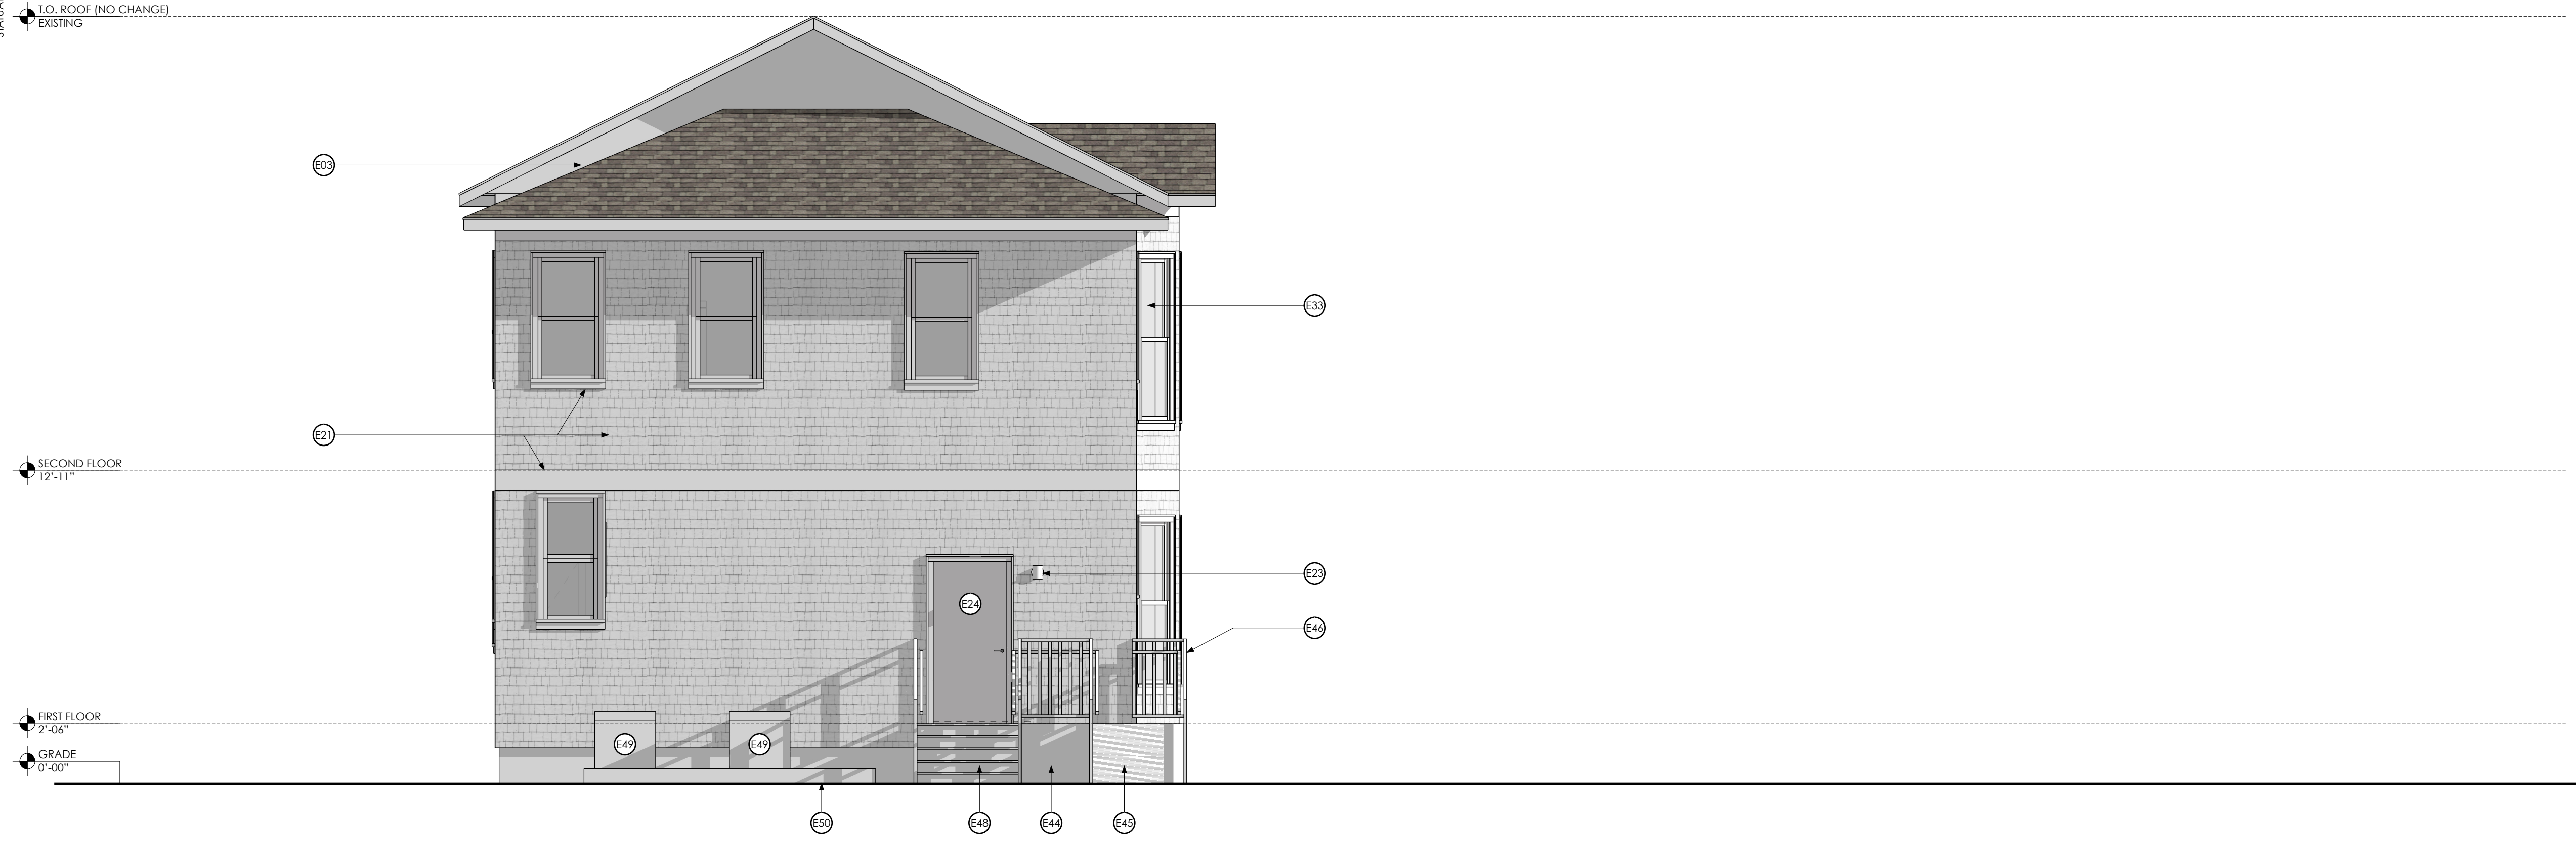 T.O. ROOF (NO CHANGE)
EXISTING
E03
E33
E21
SECOND FLOOR
12'-11"
E23
E24
E46
FIRST FLOOR
2'-06"
E49
E49
GRADE
0'-00"
E50
E48
E44
E45